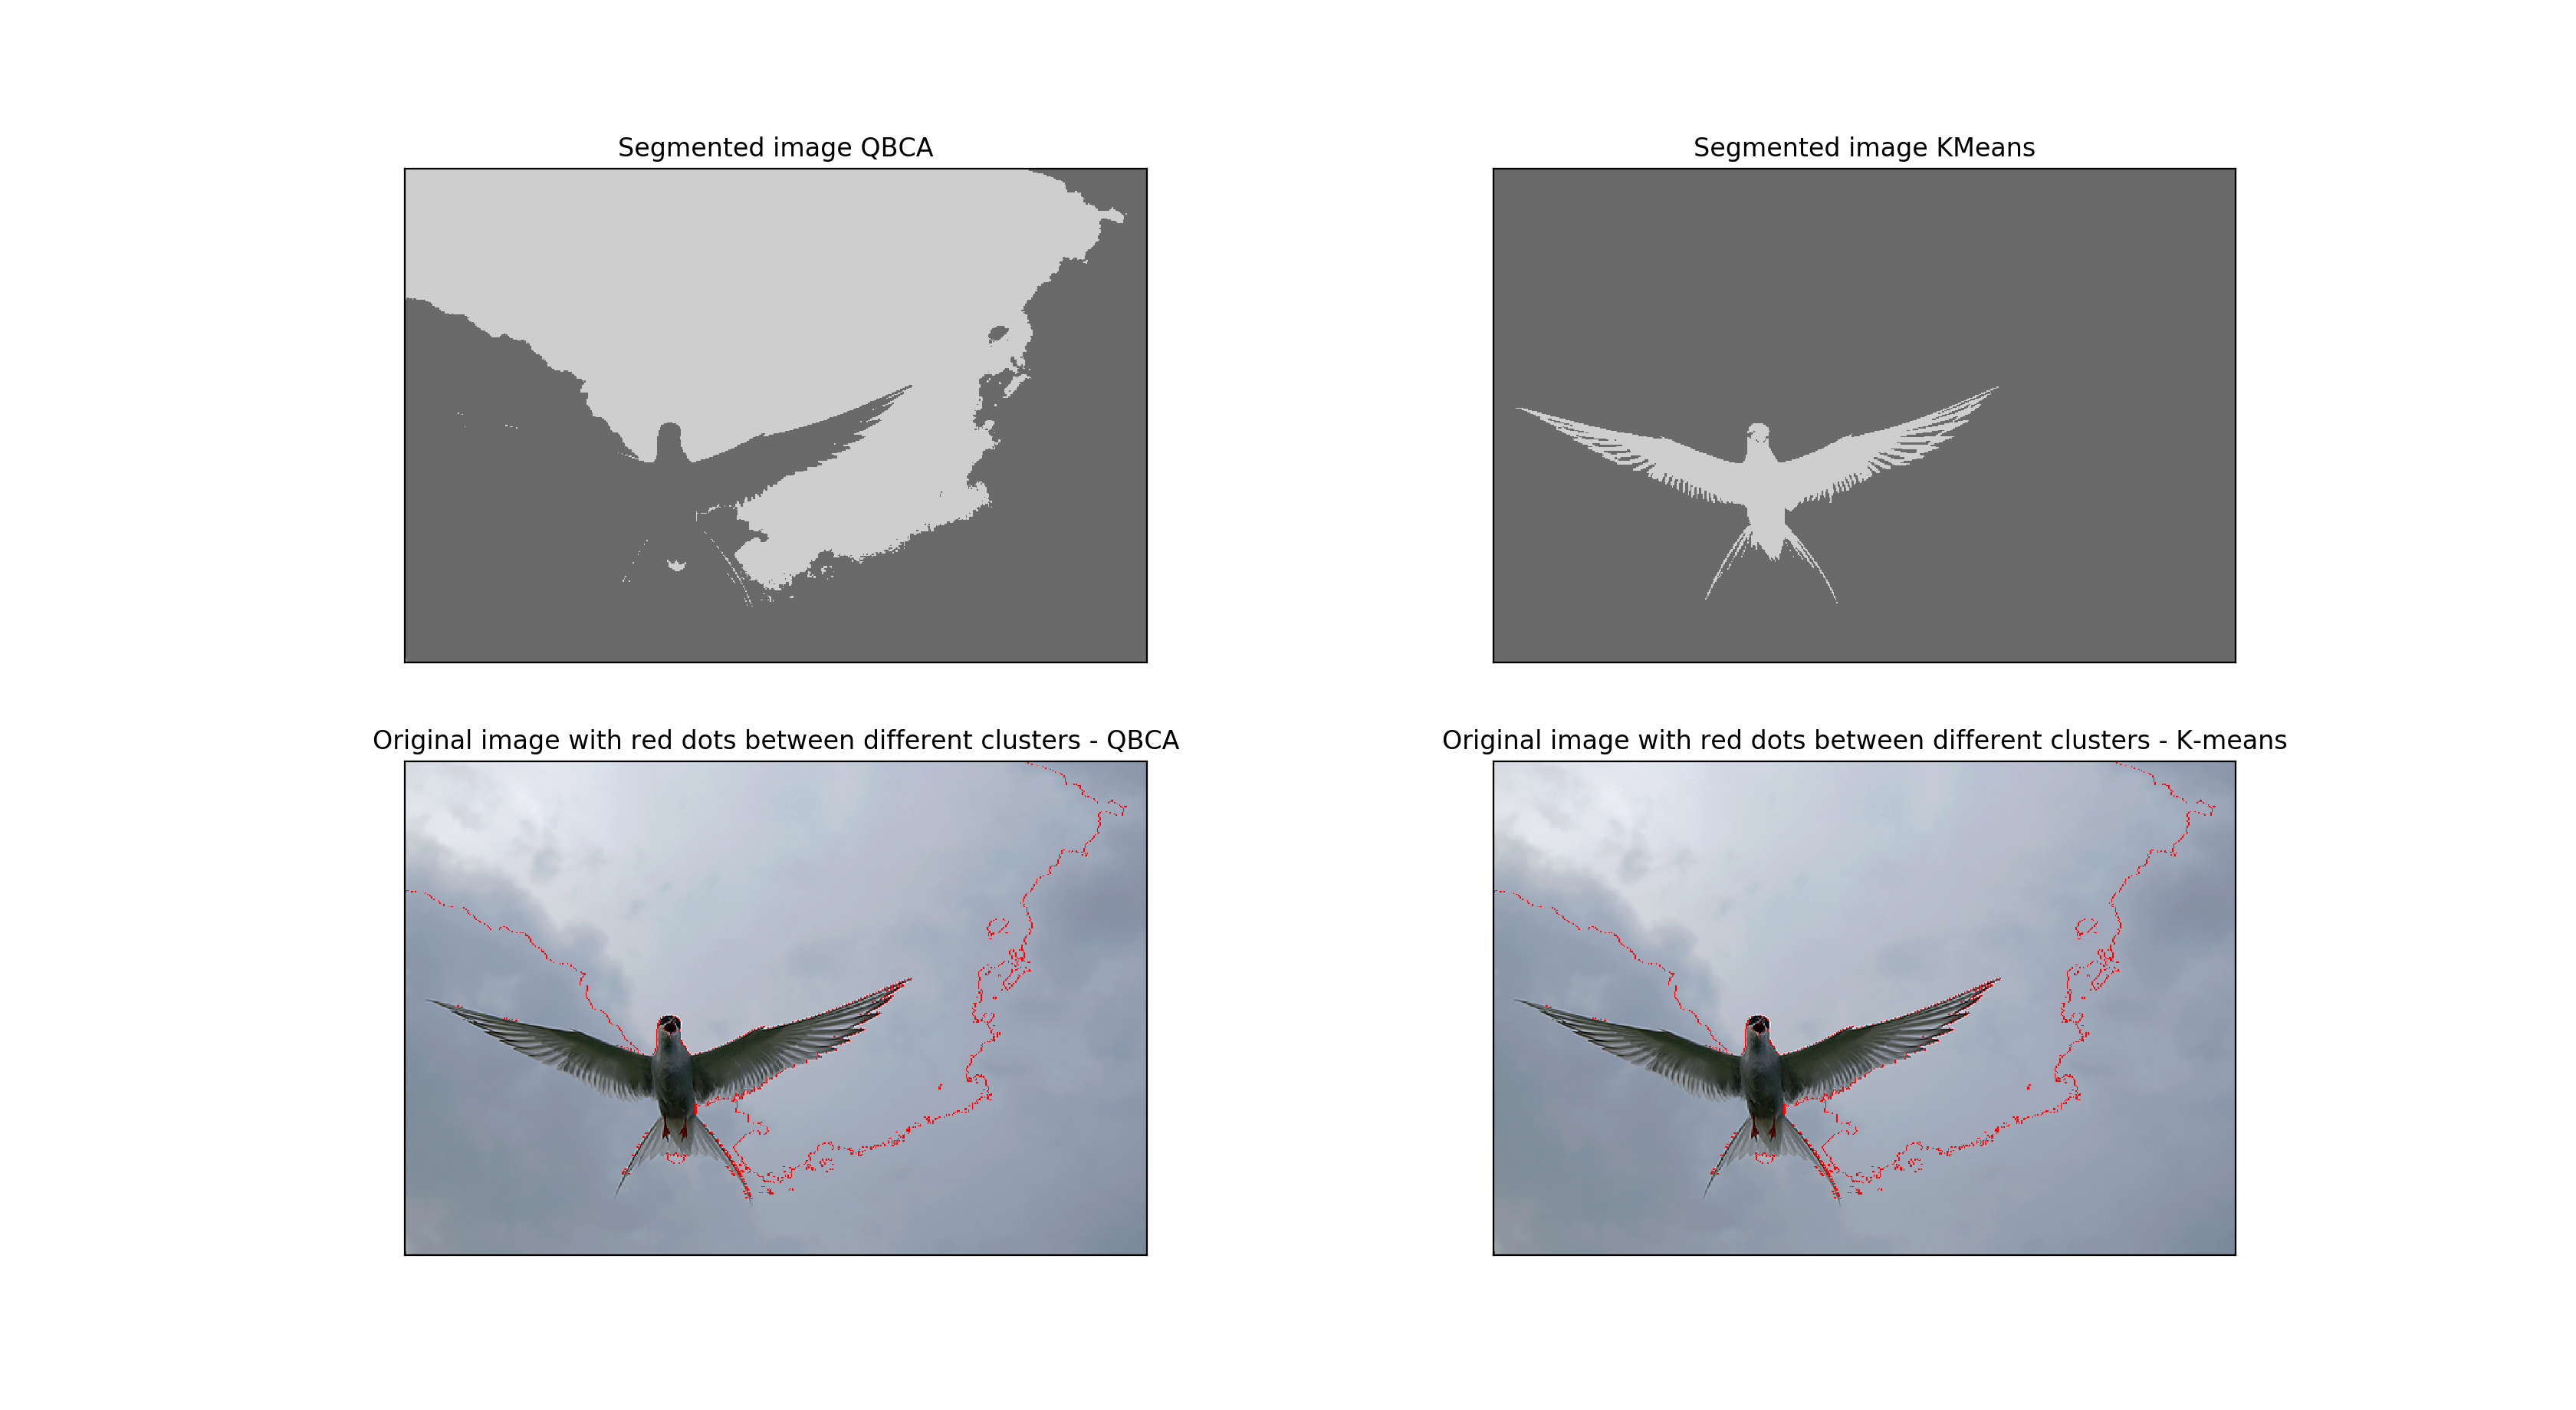 Segmented image QBCA
Segmented image KMeans
Original image with red dots between different clusters - QBCA
Original image with red dots between different clusters - K-means